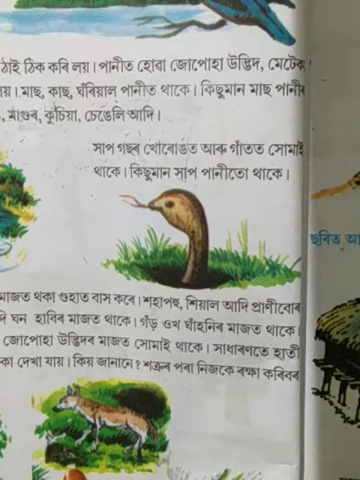 ঠাই ঠিক কৰি লয়। পানীত হোবা জোপোহা উদ্ভিদ, মেটেকা
য়। মাছ, কাছ, ঘঁৰিয়াল পানীত থাকে। কিছুমান মাছ পানীৰ
মাগুৰ, কুচিয়া, চেঙেলি আদি।
সাপ গছৰ খোৰোঙত আৰু গাঁতত সোমাই
থাকে। কিছুমান সাপ পানীতো থাকে।
ছবিত
মাজত থকা গুহাত বাস কৰে। শহাপহু, শিয়াল আদি প্ৰাণীবোৰ
দি ঘন হাবিৰ মাজত থাকে। গঁড় ওখ ঘাঁহনিৰ মাজত থাকে।
জোপোহা উদ্ভিদৰ মাজত সোমাই থাকে। সাধাৰণতে হাতী
কা দেখা যায়। কিয় জানানে? শত্ৰুৰ পৰা নিজকে ৰক্ষা কৰিবৰ